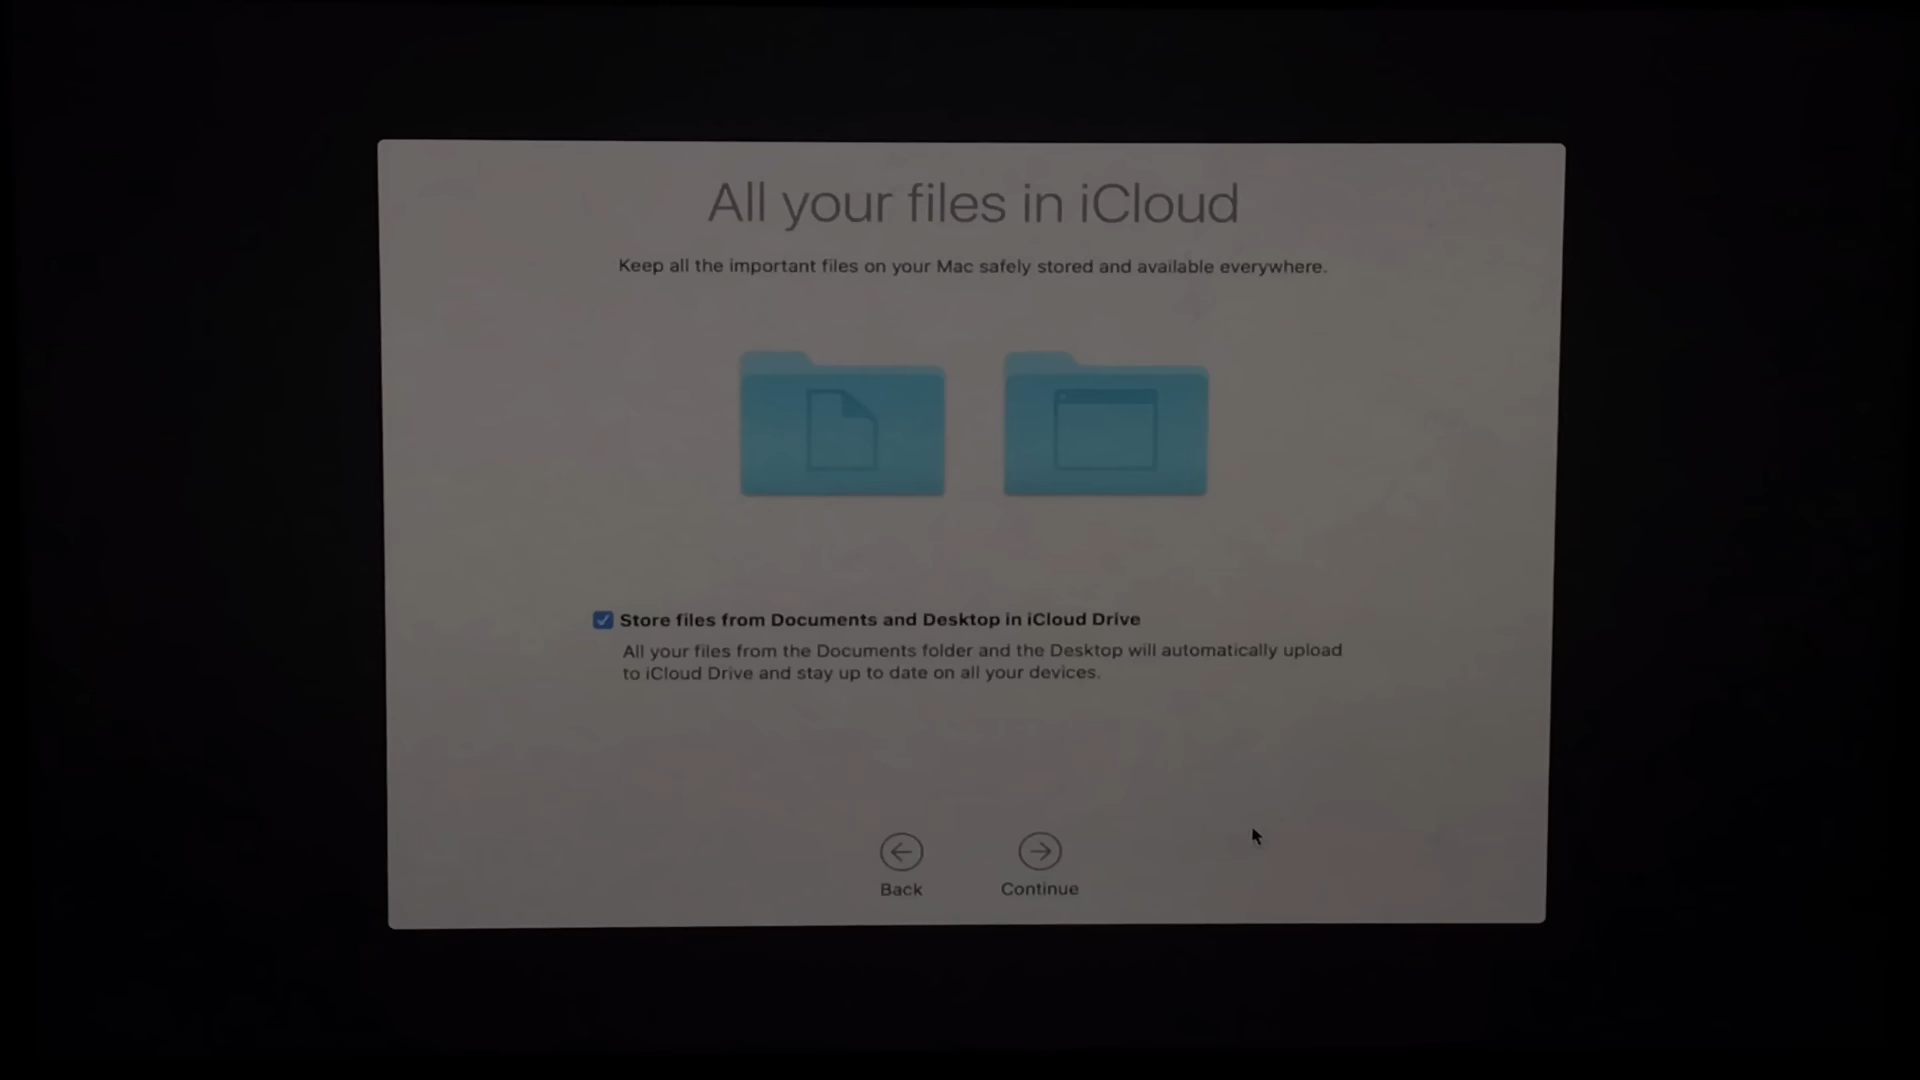 All your files in iCloud
Keep all the important files on your Mac safely stored and available everywhere.
Store files from Documents and Desktop in iCloud Drive
All your files from the Documents folder and the Desktop will automatically upload
to iCloud Drive and stay up to date on all your devices.
Back
Continue